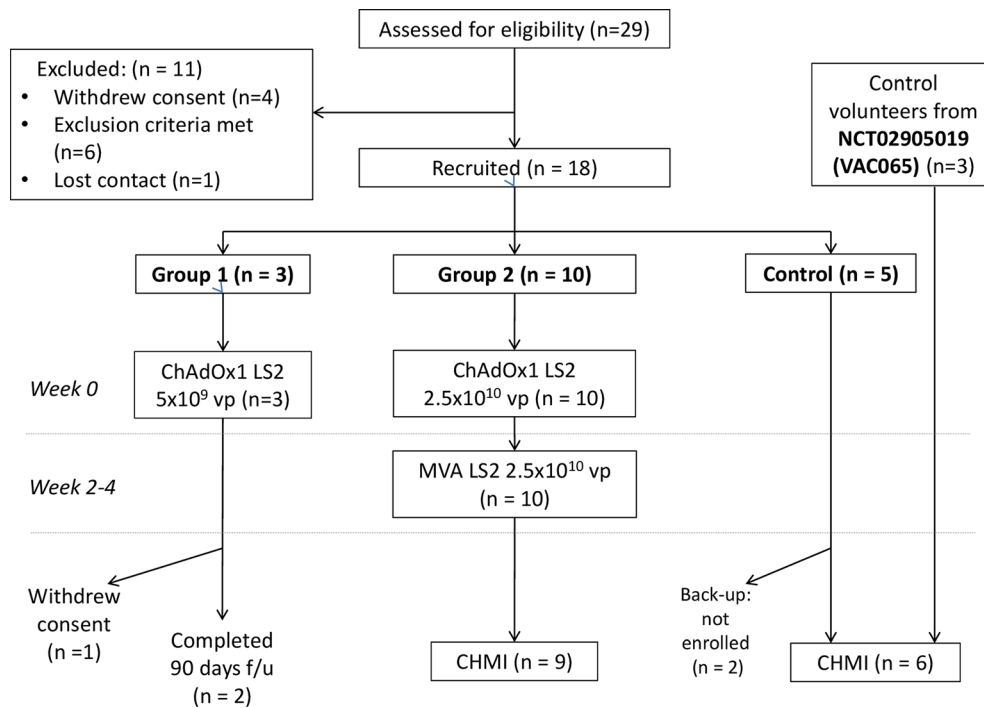 Assessed for eligibility (n=29)
Excluded: (n = 11)
• Withdrew consent (n=4)
• Exclusion criteria met
(n=6)
• Lost contact (n=1)
Control
volunteers from
NCT02905019
(VAC065) (n=3)
Recruited (n = 18)
Group 1 (n = 3)
Group 2 (n = 10)
Control (n = 5)
Week 0
ChAdOx1 LS2
5x10⁹ vp (n=3)
ChAdOx1 LS2
2.5x10¹⁰ vp (n = 10)
Week 2-4
MVA LS2 2.5x10¹⁰ vp
(n = 10)
Withdrew
consent
(n =1)
Completed
90 days f/u
(n = 2)
CHMI (n = 9)
Back-up:
not
enrolled
(n = 2)
CHMI (n = 6)